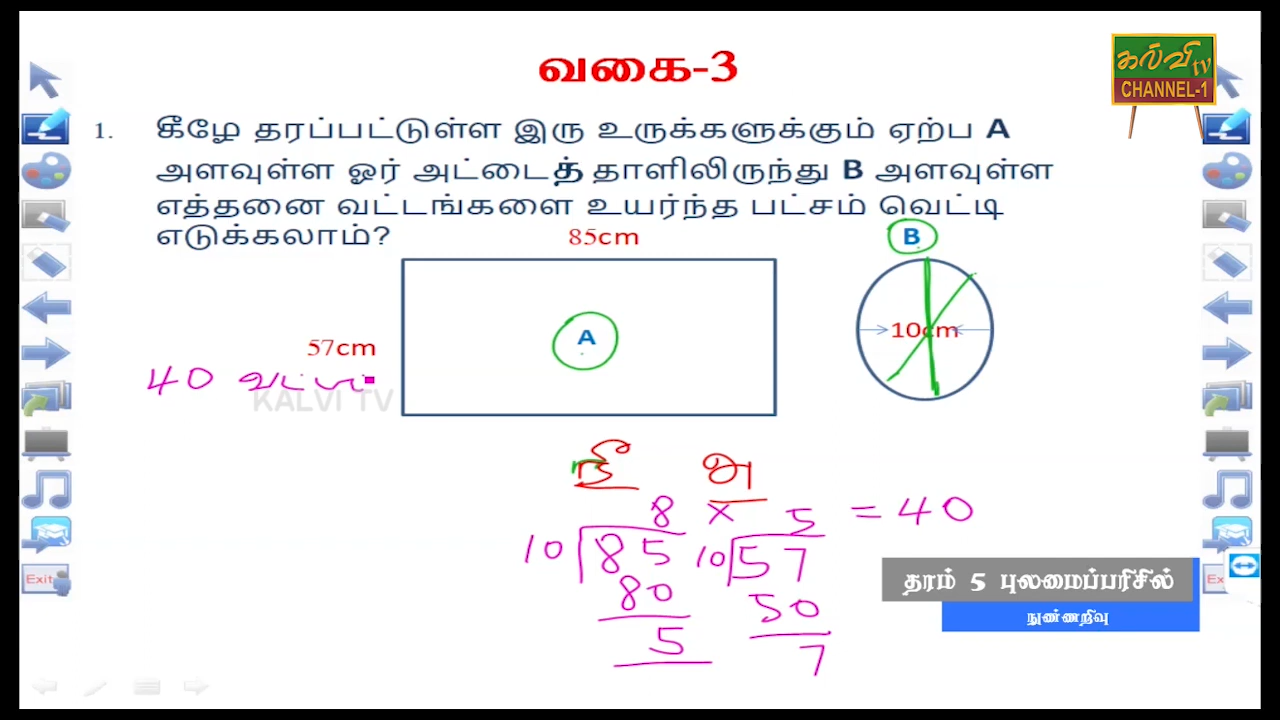 வகை-3
கல்வி tv
CHANNEL-1
1. கீழே தரப்பட்டுள்ள இரு உருக்களுக்கும் ஏற்ப A
அளவுள்ள ஓர் அட்டைத் தாளிலிருந்து B அளவுள்ள
எத்தனை வட்டங்களை உயர்ந்த பட்சம் வெட்டி
எடுக்கலாம்?
85cm
B
A
10cm
57cm
40 வட்ட
KALVI TV
நீ அ
8 × 5 = 40
10 85 10 57
80 50
5 7
தரம் 5 புலமைப்பரிசில்
நுண்ணறிவு
Exit
Ex